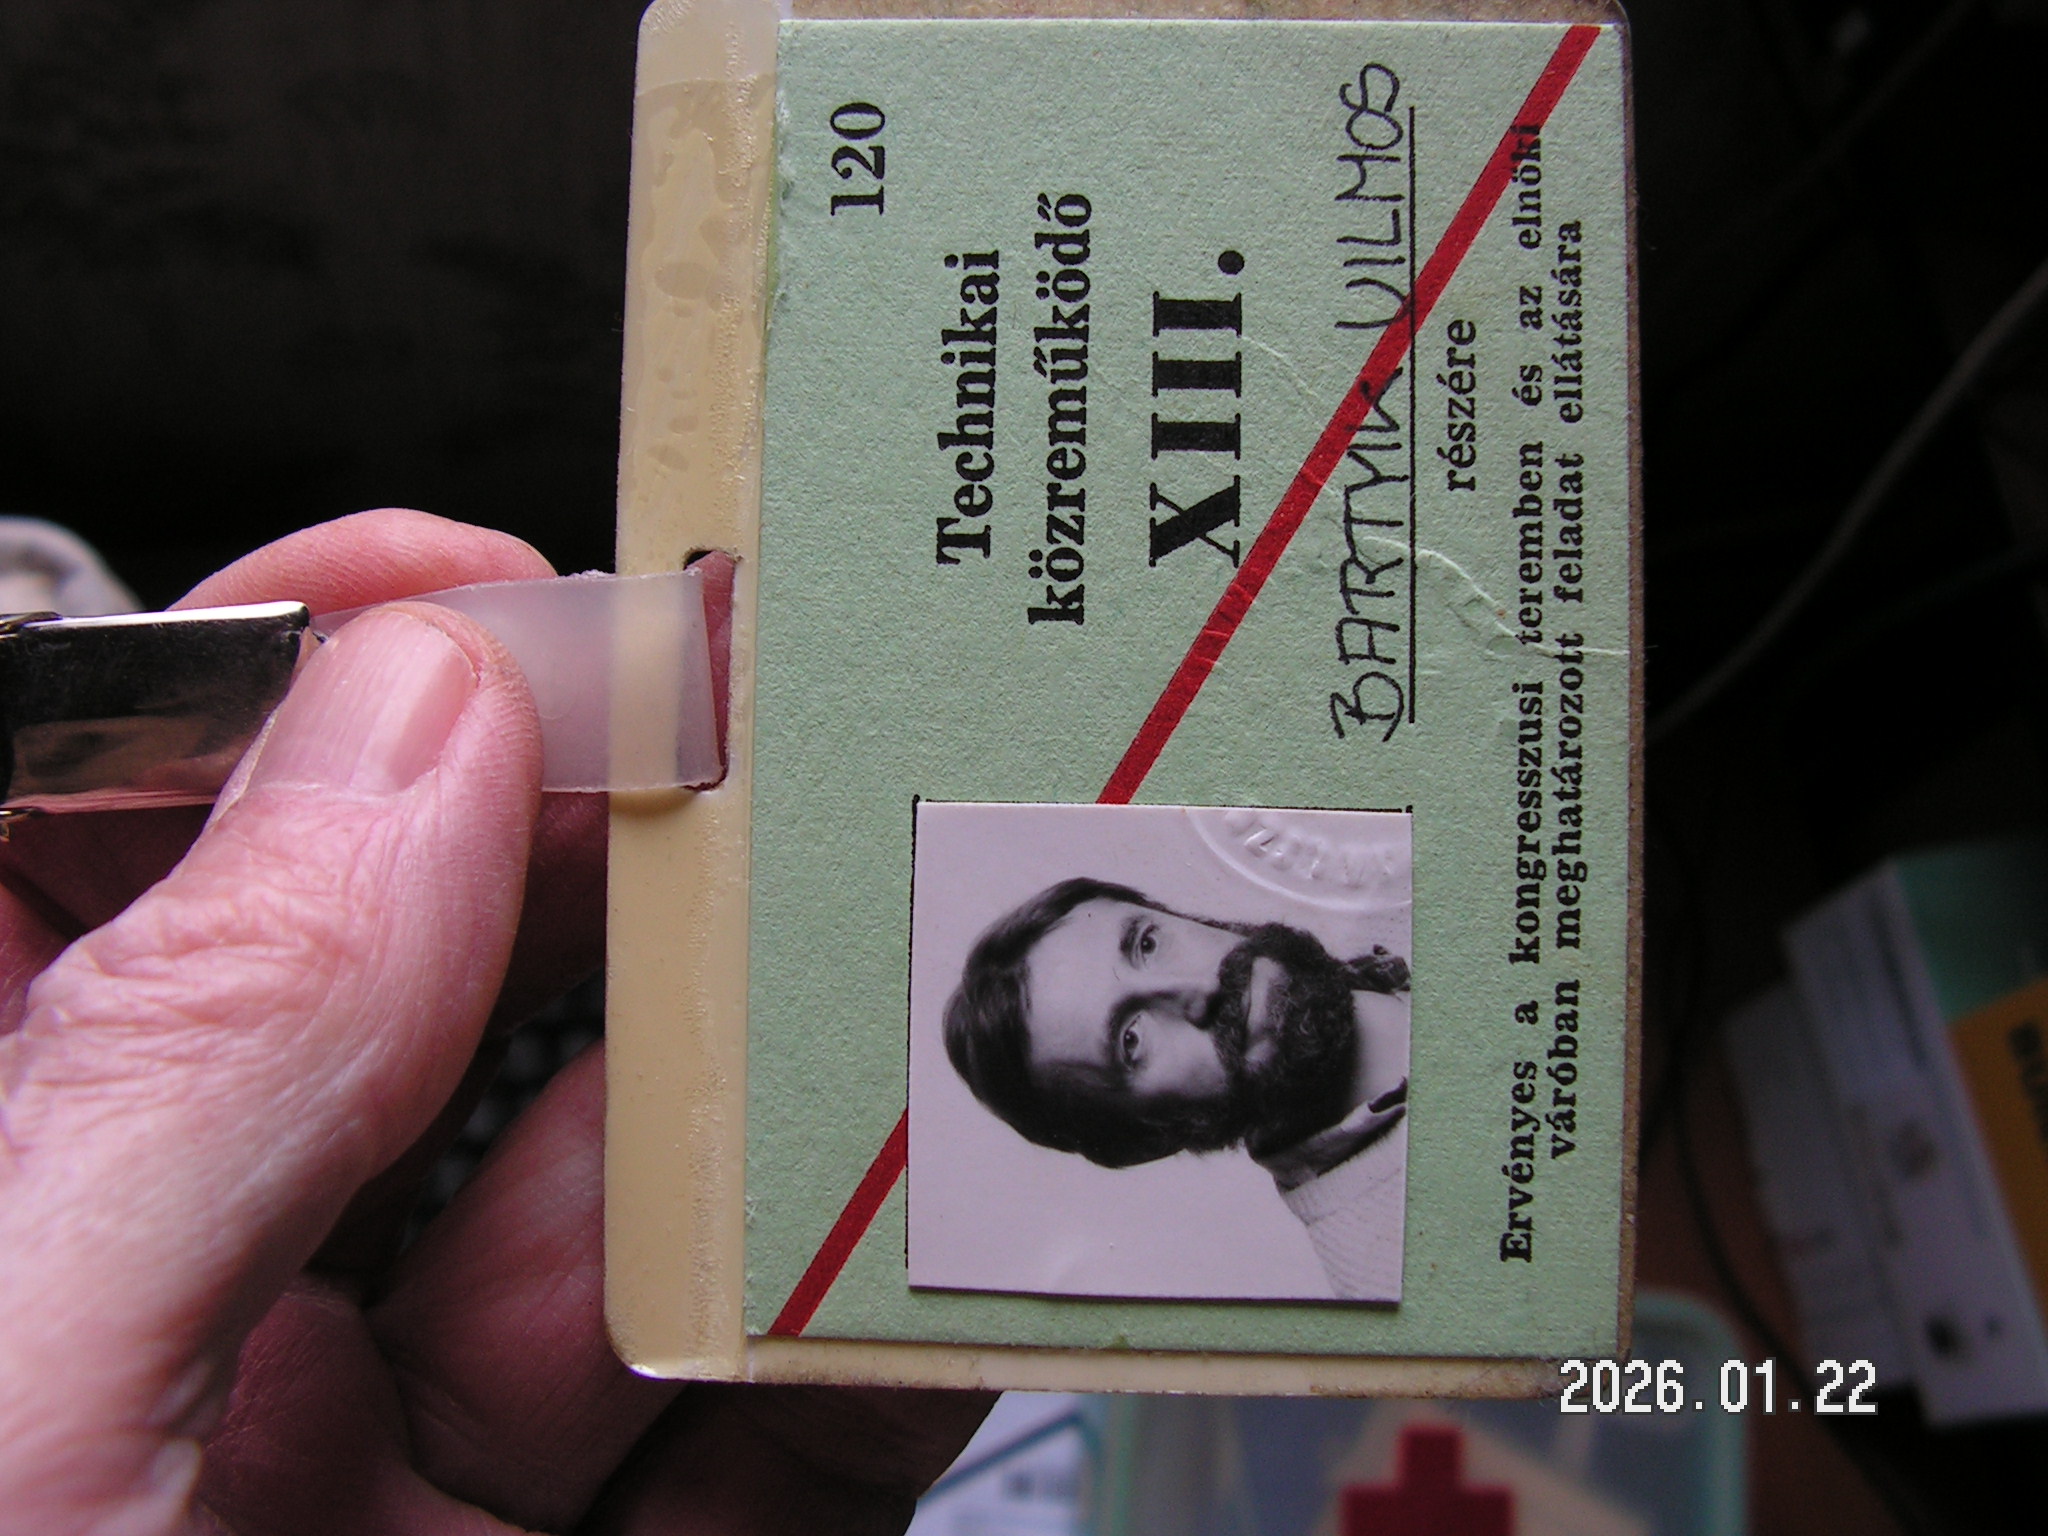 120
Technikai
közreműködő
XIII.
BARTYIK VILMOS
részére
Érvényes a kongresszusi teremben és az elnöki
váróban meghatározott feladat ellátására
2026.01.22